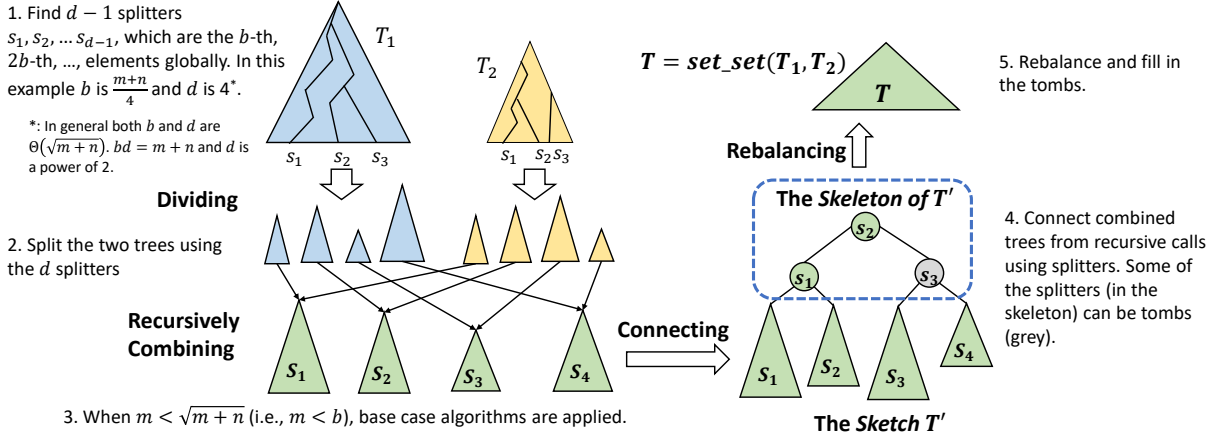 1. Find d − 1 splitters
s₁, s₂, … s_{d−1}, which are the b-th,
2b-th, …, elements globally. In this
example b is \frac{m+n}{4} and d is 4*.
*: In general both b and d are
Θ(√(m + n)). bd = m + n and d is
a power of 2.
T₁
T₂
s₁ s₂ s₃
s₁ s₂ s₃
Dividing
2. Split the two trees using
the d splitters
Recursively
Combining
S₁ S₂ S₃ S₄
3. When m < √(m + n) (i.e., m < b), base case algorithms are applied.
Connecting
T = set_set(T₁, T₂)
T
5. Rebalance and fill in
the tombs.
Rebalancing
The Skeleton of T′
s₂
s₁ s₃
S₁ S₂ S₃ S₄
The Sketch T′
4. Connect combined
trees from recursive calls
using splitters. Some of
the splitters (in the
skeleton) can be tombs
(grey).